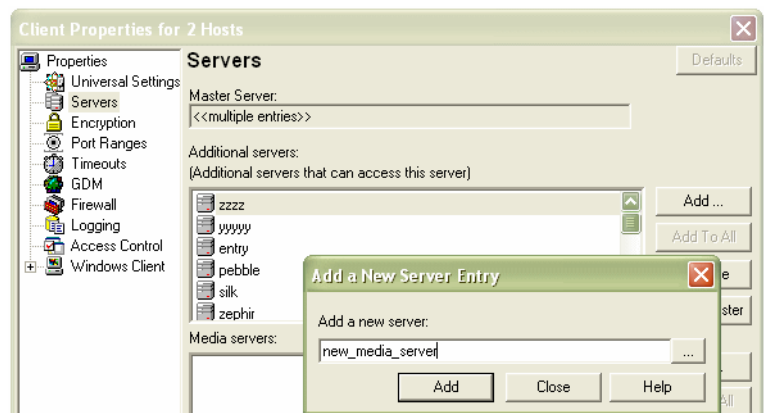 Client Properties for 2 Hosts
Properties
Universal Settings
Servers
Encryption
Port Ranges
Timeouts
GDM
Firewall
Logging
Access Control
Windows Client
Servers
Defaults
Master Server:
<<multiple entries>>
Additional servers:
(Additional servers that can access this server)
zzzz
yyyyy
entry
pebble
silk
zephir
Add ...
Add To All
Media servers:
Add a New Server Entry
Add a new server:
new_media_server
...
Add
Close
Help